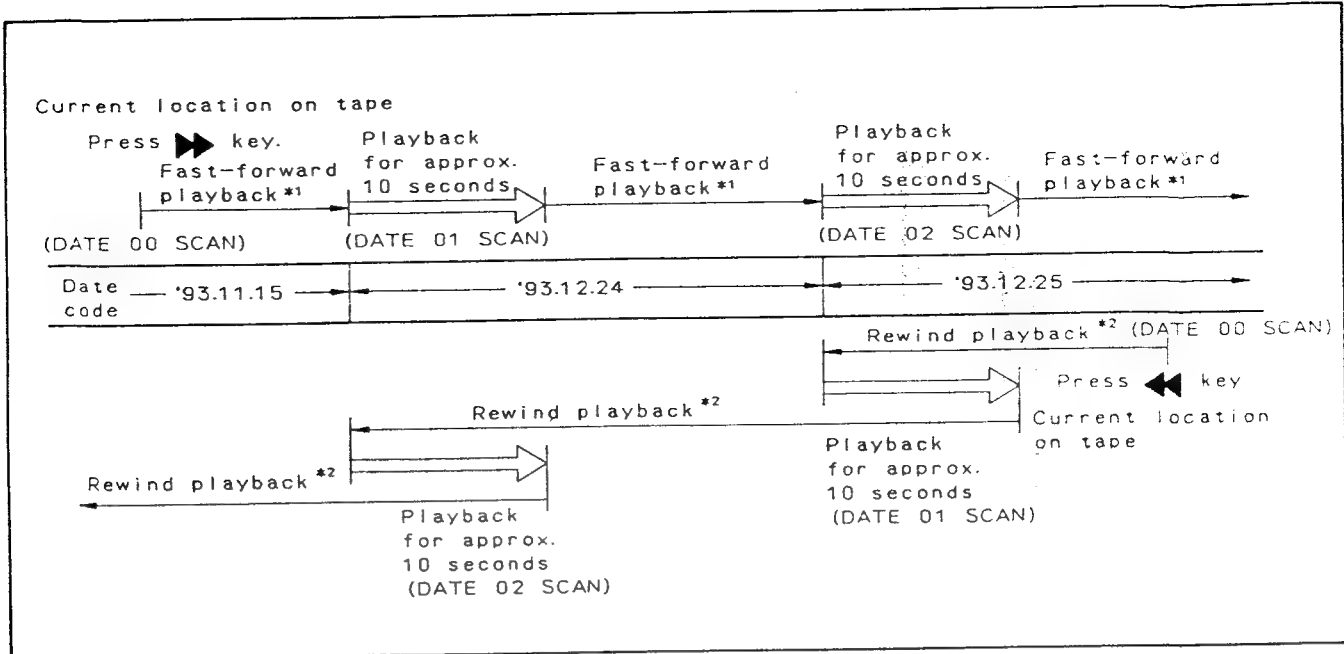 Current location on tape
Press ▶▶ key.
Fast-forward
playback*1
Playback
for approx.
10 seconds
Fast-forward
playback*1
Playback
for approx.
10 seconds
Fast-forward
playback*1
(DATE 00 SCAN)
(DATE 01 SCAN)
(DATE 02 SCAN)
Date
code
'93.11.15
'93.12.24
'93.12.25
Rewind playback*2 (DATE 00 SCAN)
Press ◀◀ key
Current location
on tape
Rewind playback*2
Playback
for approx.
10 seconds
(DATE 01 SCAN)
Rewind playback*2
Playback
for approx.
10 seconds
(DATE 02 SCAN)